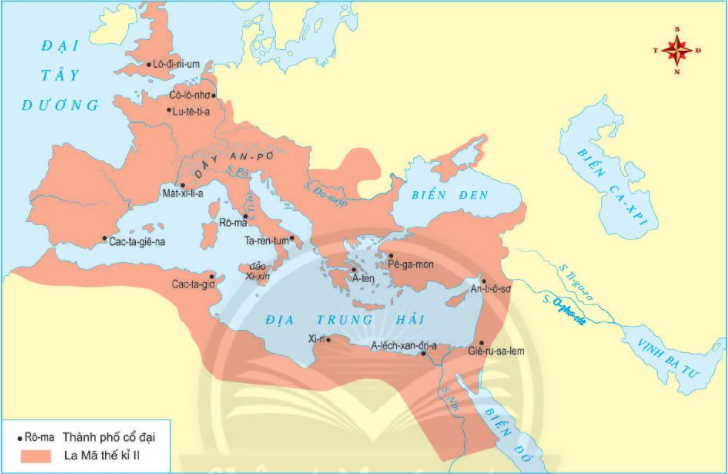 ĐẠI
TÂY
DƯƠNG
B
T
Đ
N
Lô-đi-ni-um
Cô-lô-nhơ
Lu-tê-ti-a
DÃY AN-PƠ
S. Pô
Mát-xi-li-a
S. Đa-nuýp
BIỂN ĐEN
BIỂN CA-XPI
Rô-ma
Cac-ta-giê-na
Ta-ren-tum
đảo
Xi-xin
Cac-ta-giơ
A-ten
Pê-ga-mon
An-ti-ô-sơ
S. Ti-gơ-rơ
ĐỊA TRUNG HẢI
Xi-ri
A-lếch-xan-đri-a
Giê-ru-sa-lem
VỊNH BA TƯ
S. Nin
BIỂN ĐỎ
Rô-ma Thành phố cổ đại
La Mã thế kỉ II